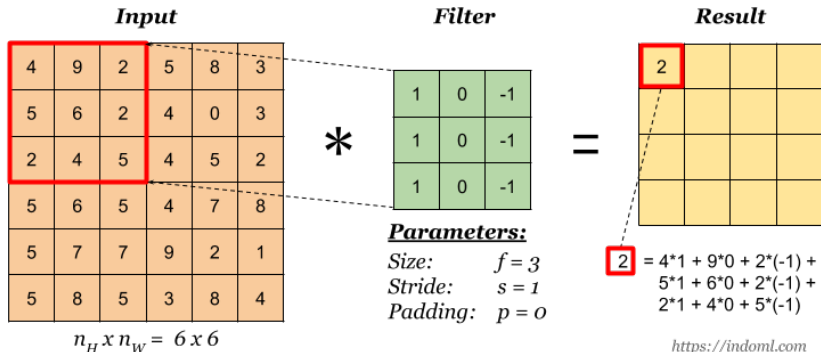 Input
Filter
Result
4 9 2 5 8 3
5 6 2 4 0 3
2 4 5 4 5 2
5 6 5 4 7 8
5 7 7 9 2 1
5 8 5 3 8 4
n_H x n_W = 6 x 6
*
1 0 -1
1 0 -1
1 0 -1
Parameters:
Size: f = 3
Stride: s = 1
Padding: p = 0
=
2
2 = 4*1 + 9*0 + 2*(-1) +
5*1 + 6*0 + 2*(-1) +
2*1 + 4*0 + 5*(-1)
https://indoml.com